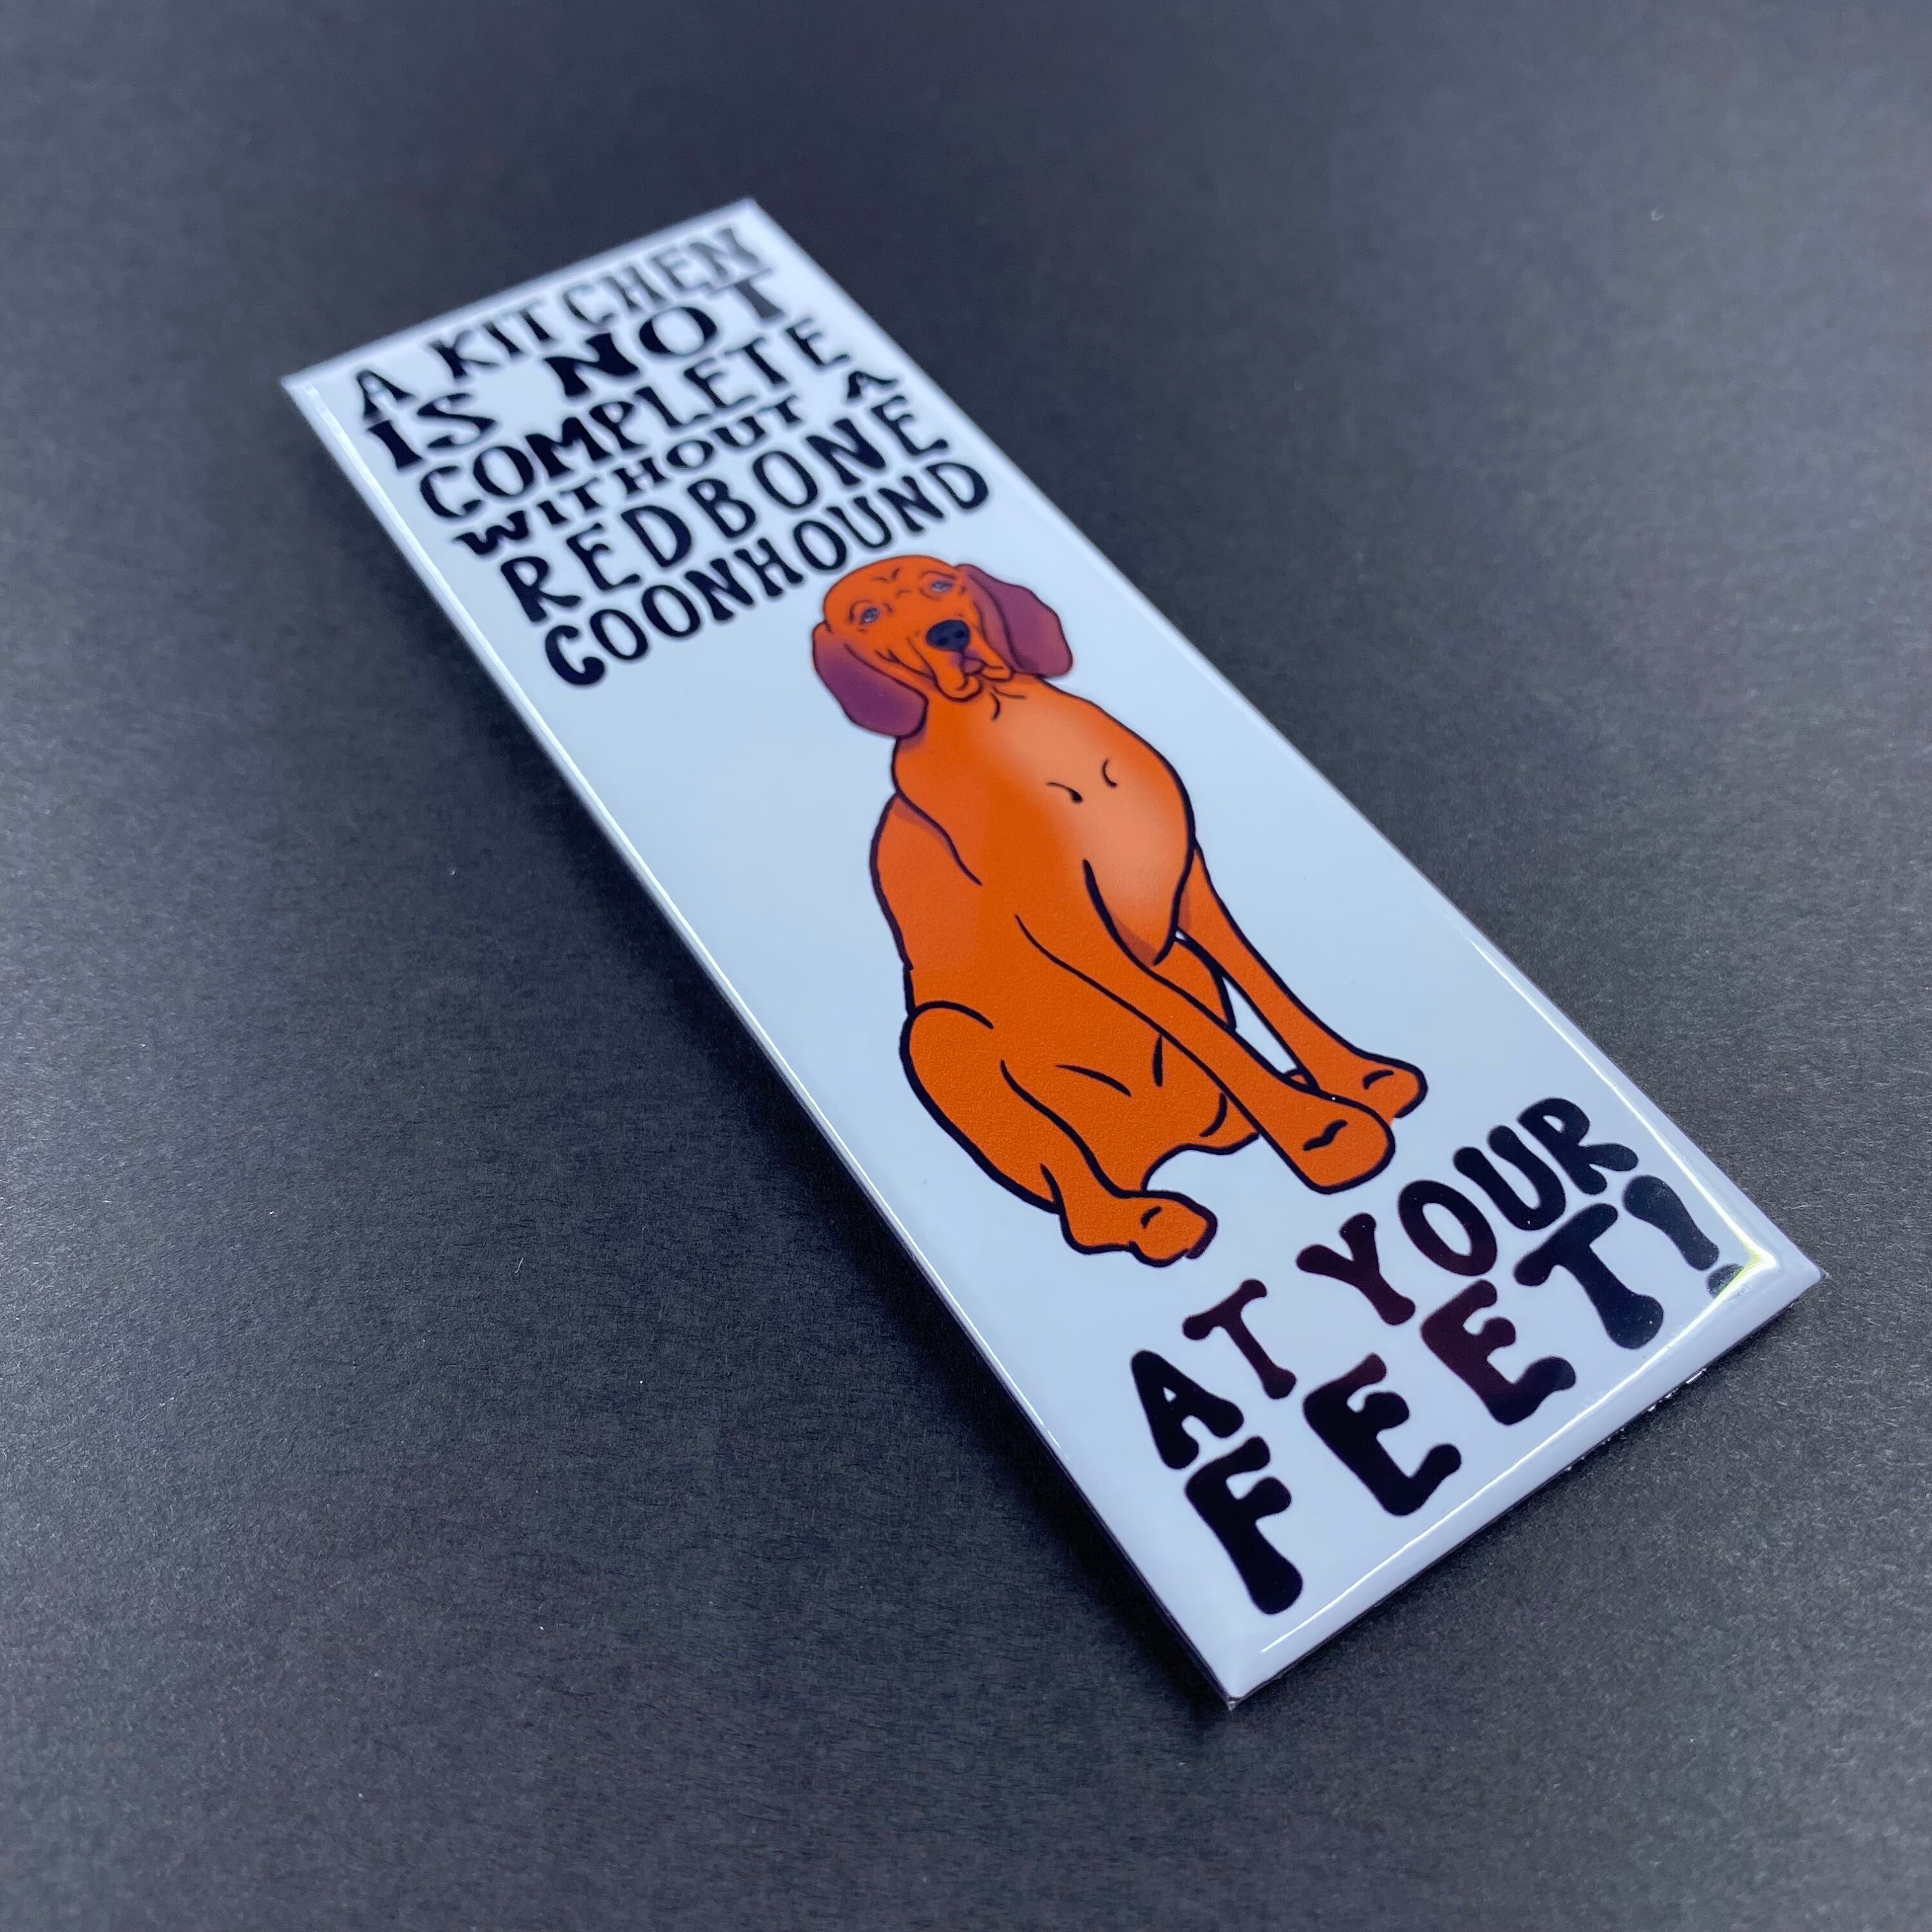 A KITCHEN
IS NOT
COMPLETE
WITHOUT A
REDBONE
COONHOUND
AT YOUR
FEET!